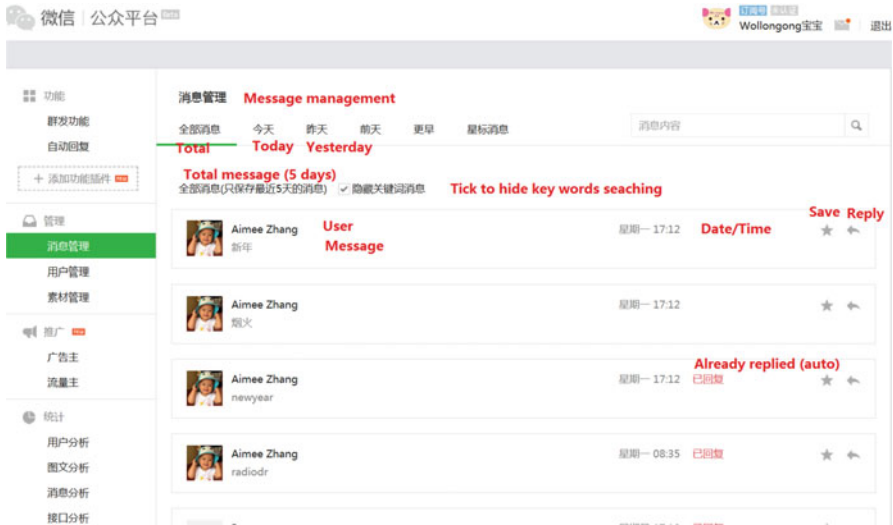 微信 公众平台 Beta
订阅号 未认证
Wollongong宝宝 退出
功能
群发功能
自动回复
+ 添加功能插件
管理
消息管理
用户管理
素材管理
推广
广告主
流量主
统计
用户分析
图文分析
消息分析
接口分析
消息管理 Message management
全部消息 今天 昨天 前天 更早 星标消息 消息内容
Total Today Yesterday
Total message (5 days)
全部消息(只保存最近5天的消息) 隐藏关键词消息 Tick to hide key words seaching
Save Reply
Aimee Zhang User 星期一 17:12 Date/Time
新年 Message
Aimee Zhang 星期一 17:12
烟火
Already replied (auto)
Aimee Zhang 星期一 17:12 已回复
newyear
Aimee Zhang 星期一 08:35 已回复
radiodr